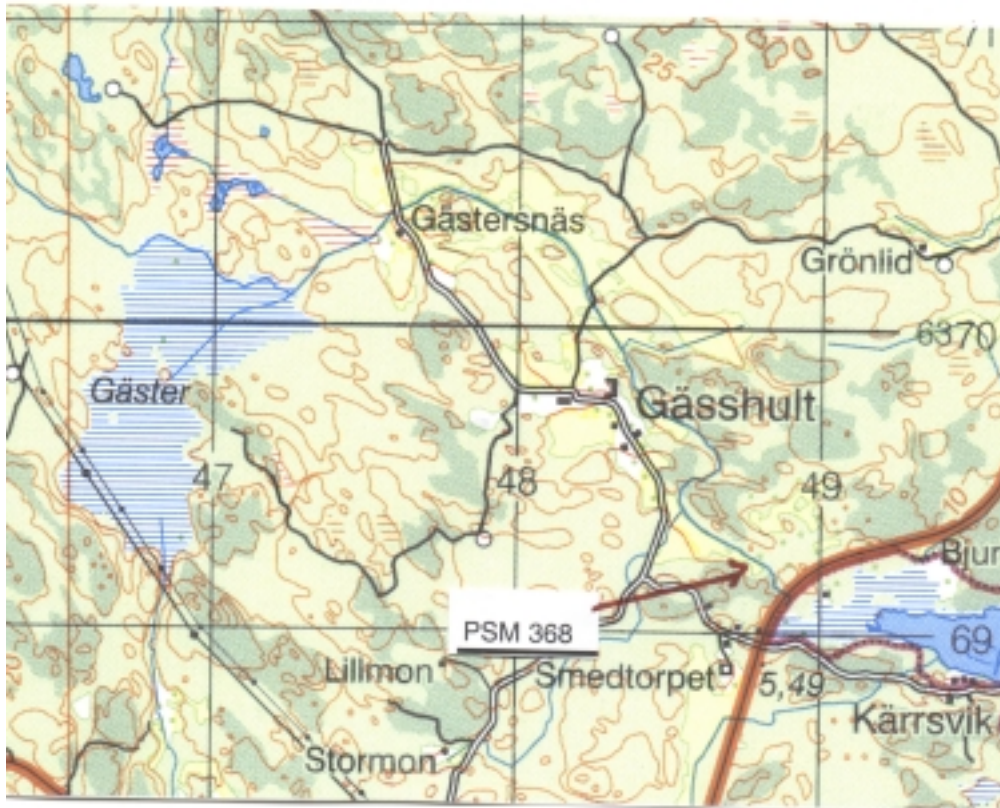 71
25
Gästersnäs
Grönlid
6370
Gäster
Gässhult
47
48
49
10
Bjur
PSM 368
69
Lillmon
Smedtorpet
5,49
Kärrsvik
Stormon